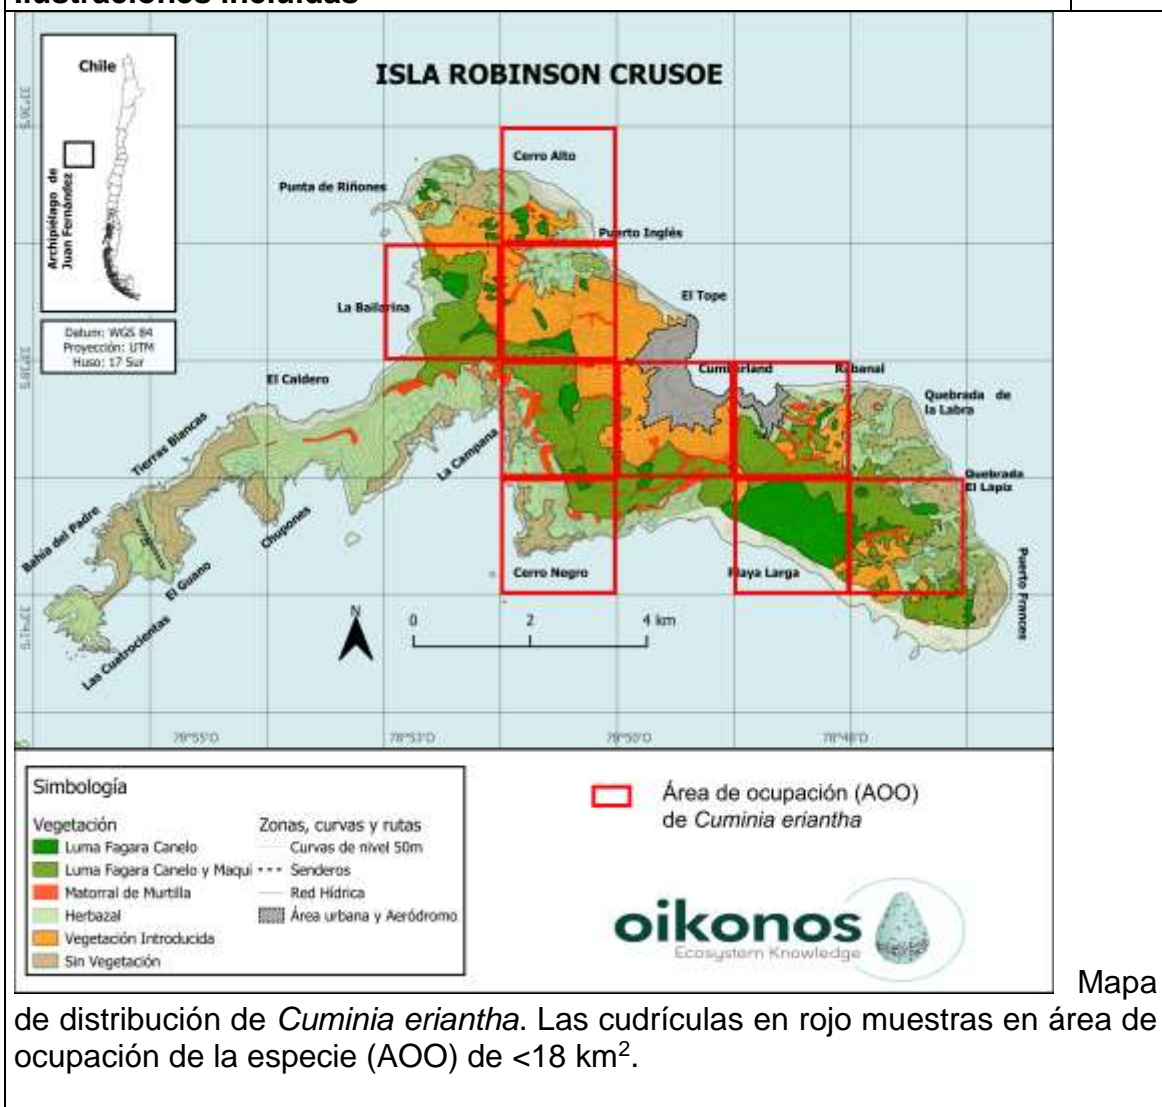 Ilustraciones incluidas
Chile
Archipiélago de
Juan Fernández
Datum: WGS 84
Proyección: UTM
Huso: 17 Sur
ISLA ROBINSON CRUSOE
Cerro Alto
Punta de Riñones
Puerto Inglés
La Bailarina
El Tope
El Caldero
Cumberland
Rabanal
Quebrada de
la Labra
Tierras Blancas
La Campana
Quebrada
El Lapiz
Bahia del Padre
Chupones
El Guano
Cerro Negro
Playa Larga
Puerto Frances
Las Cuatrocientas
N
0 2 4 km
78°55'O 78°53'O 78°50'O 78°48'O
Simbología
Vegetación
Luma Fagara Canelo
Luma Fagara Canelo y Maqui
Matorral de Murtilla
Herbazal
Vegetación Introducida
Sin Vegetación
Zonas, curvas y rutas
Curvas de nivel 50m
Senderos
Red Hídrica
Área urbana y Aeródromo
Área de ocupación (AOO)
de Cuminia eriantha
oikonos
Ecosystem Knowledge
Mapa
de distribución de Cuminia eriantha. Las cudrículas en rojo muestras en área de
ocupación de la especie (AOO) de <18 km².